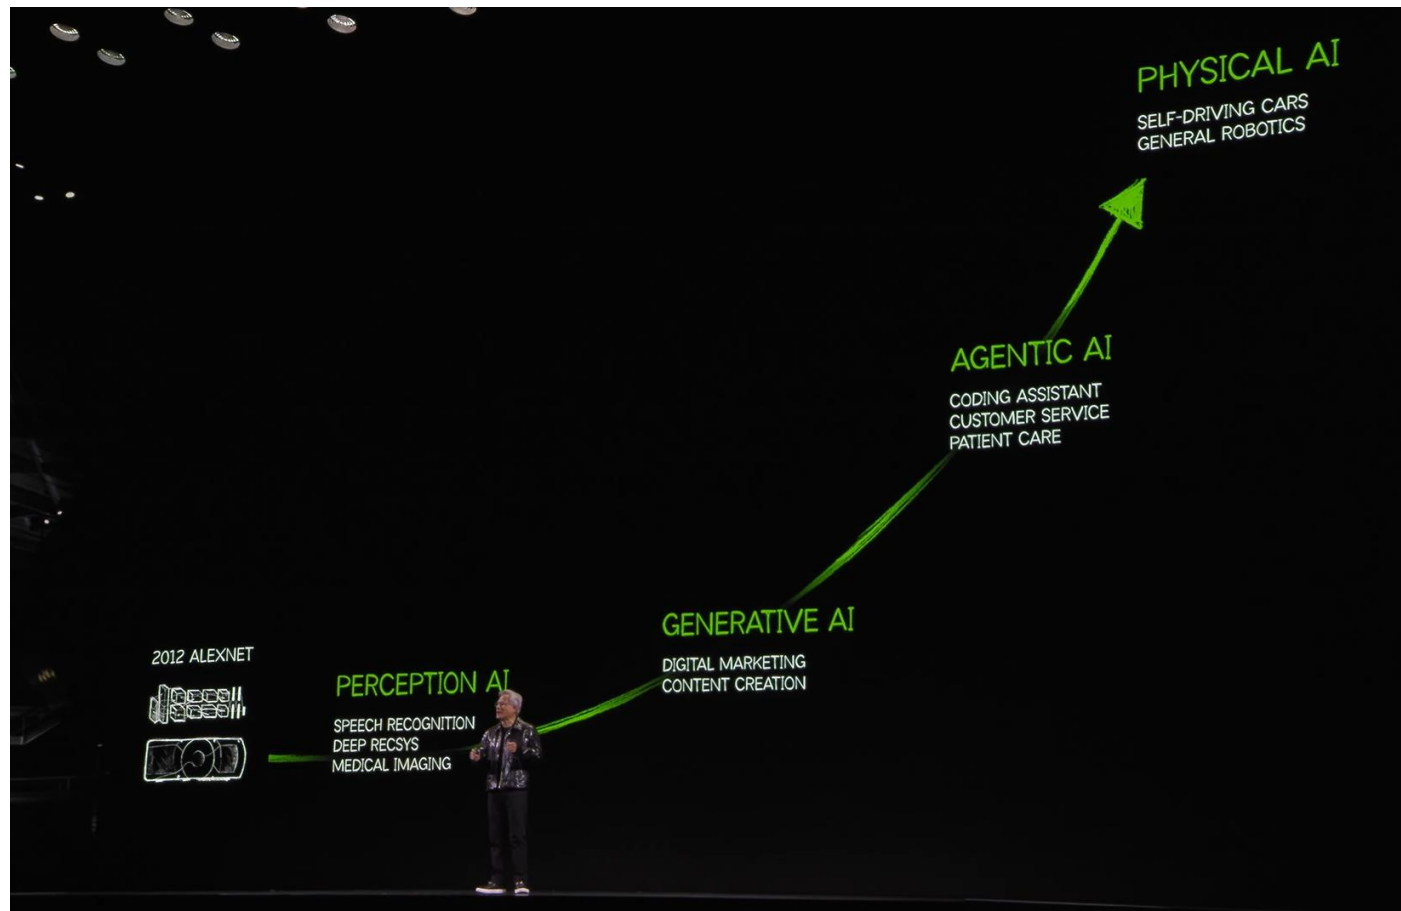 PHYSICAL AI
SELF-DRIVING CARS
GENERAL ROBOTICS
AGENTIC AI
CODING ASSISTANT
CUSTOMER SERVICE
PATIENT CARE
GENERATIVE AI
DIGITAL MARKETING
CONTENT CREATION
2012 ALEXNET
PERCEPTION AI
SPEECH RECOGNITION
DEEP RECSYS
MEDICAL IMAGING